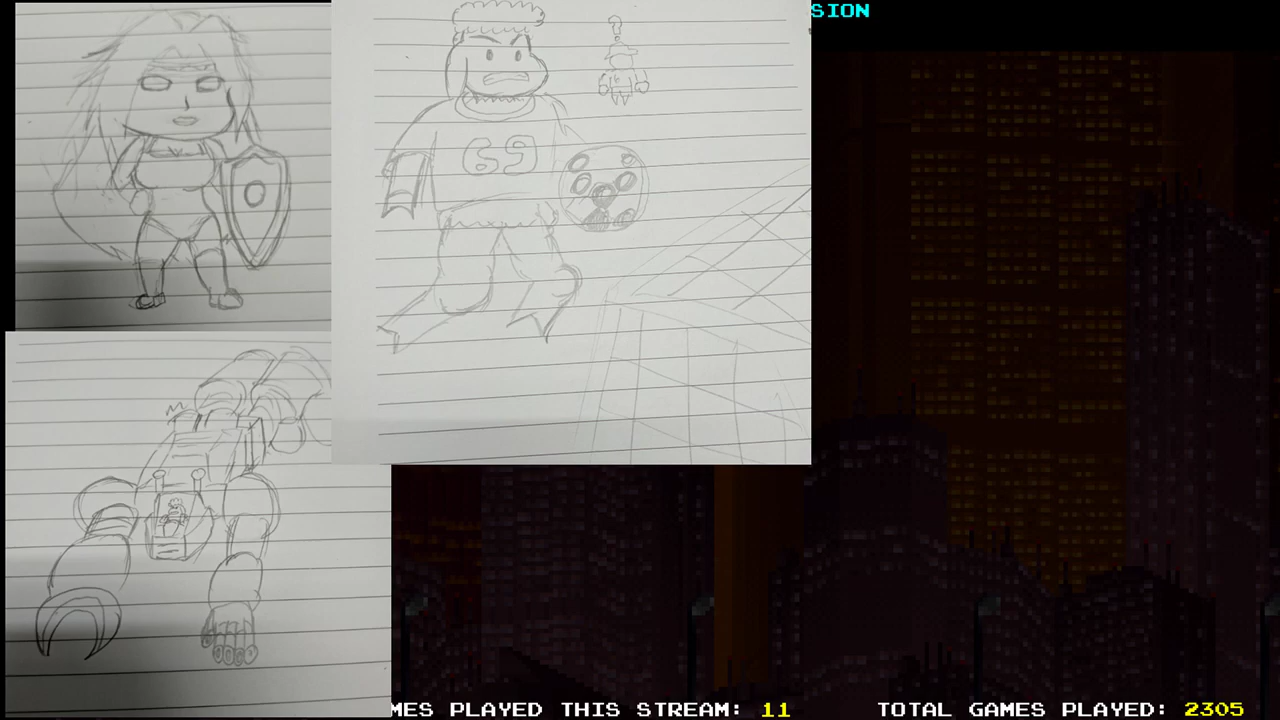 SION
?
69
MES PLAYED THIS STREAM: 11
TOTAL GAMES PLAYED: 2305